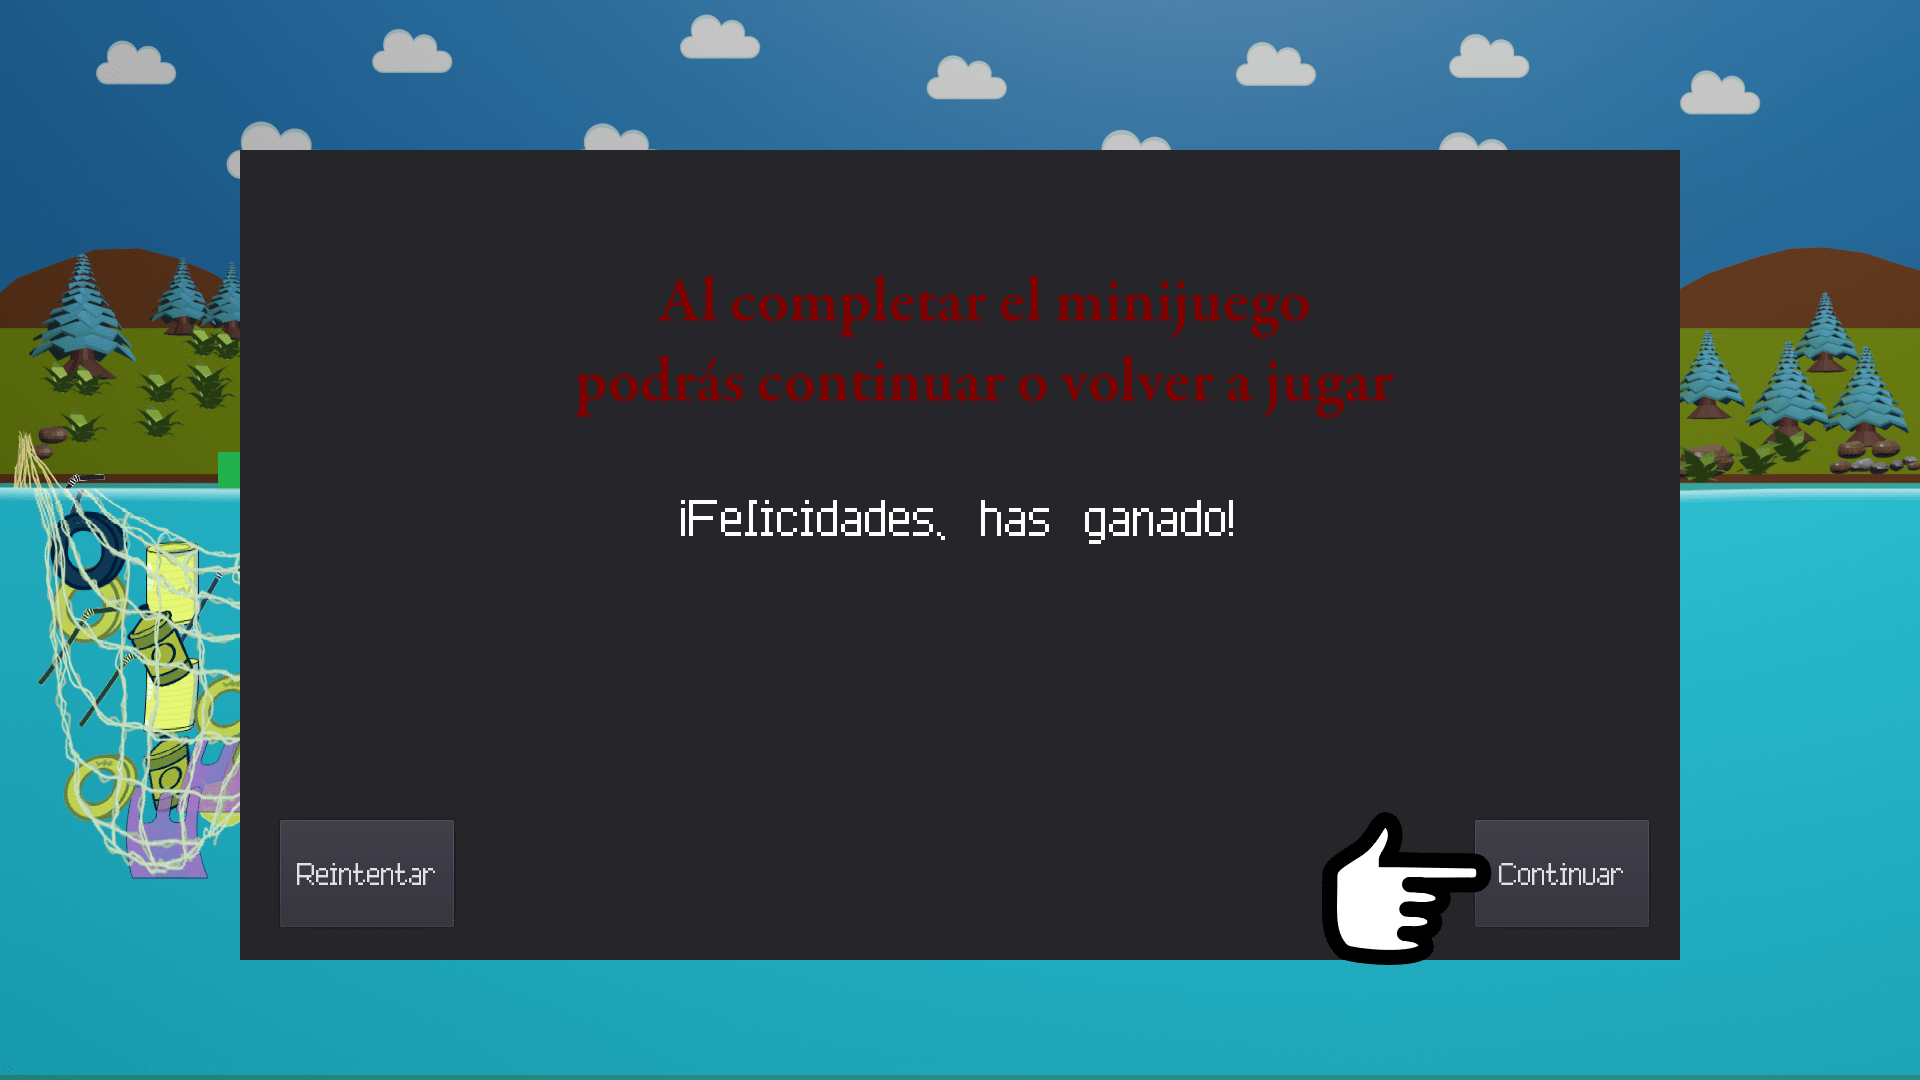 Al completar el minijuego
podrás continuar o volver a jugar
¡Felicidades, has ganado!
Reintentar
Continuar